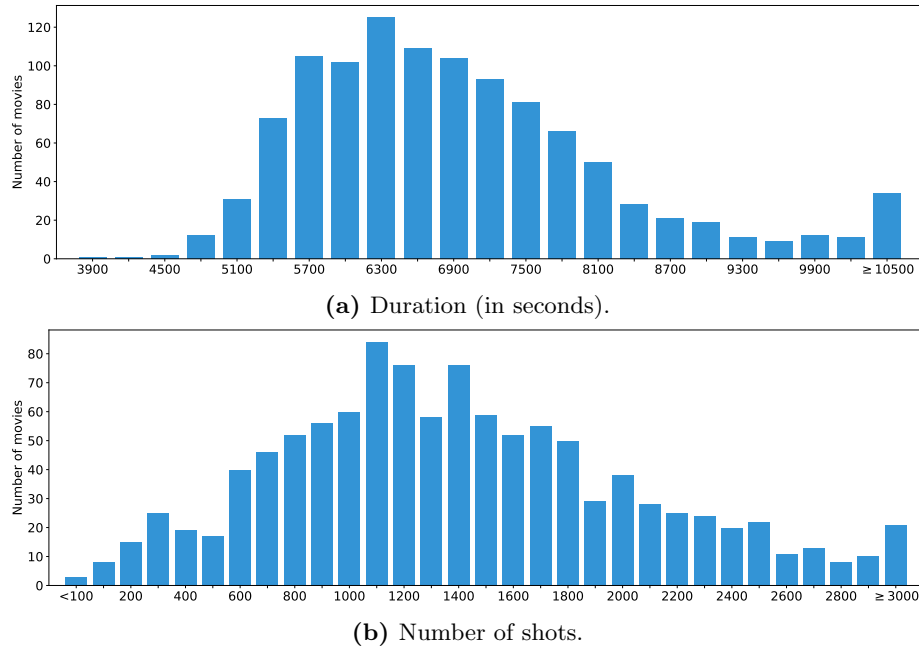 120
100
80
60
40
20
0
Number of movies
3900 4500 5100 5700 6300 6900 7500 8100 8700 9300 9900 ≥ 10500
(a) Duration (in seconds).
80
70
60
50
40
30
20
10
0
Number of movies
<100 200 400 600 800 1000 1200 1400 1600 1800 2000 2200 2400 2600 2800 ≥ 3000
(b) Number of shots.